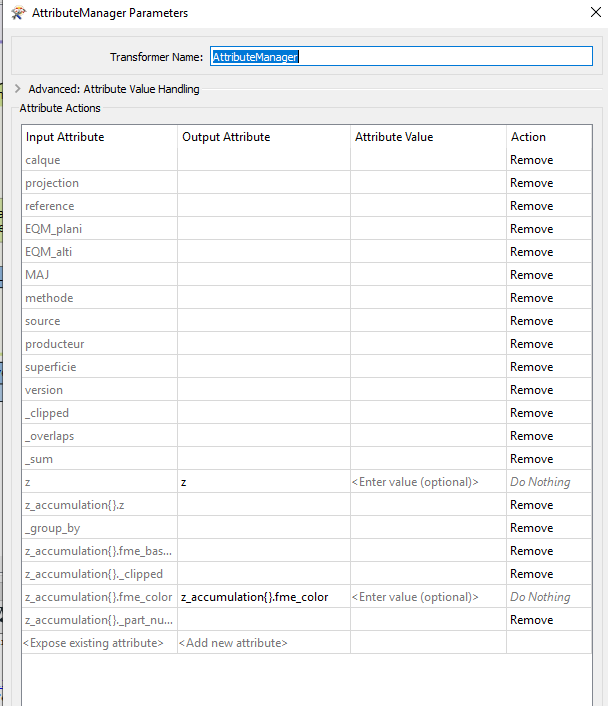 AttributeManager Parameters
Transformer Name: AttributeManager
Advanced: Attribute Value Handling
Attribute Actions
Input Attribute Output Attribute Attribute Value Action
calque Remove
projection Remove
reference Remove
EQM_plani Remove
EQM_alti Remove
MAJ Remove
methode Remove
source Remove
producteur Remove
superficie Remove
version Remove
_clipped Remove
_overlaps Remove
_sum Remove
z z <Enter value (optional)> Do Nothing
z_accumulation{}.z Remove
_group_by Remove
z_accumulation{}.fme_bas... Remove
z_accumulation{}._clipped Remove
z_accumulation{}.fme_color z_accumulation{}.fme_color <Enter value (optional)> Do Nothing
z_accumulation{}._part_nu... Remove
<Expose existing attribute> <Add new attribute>